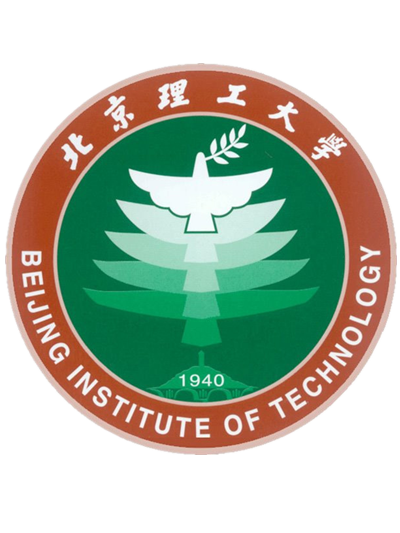 北京理工大学
1940
BEIJING INSTITUTE OF TECHNOLOGY